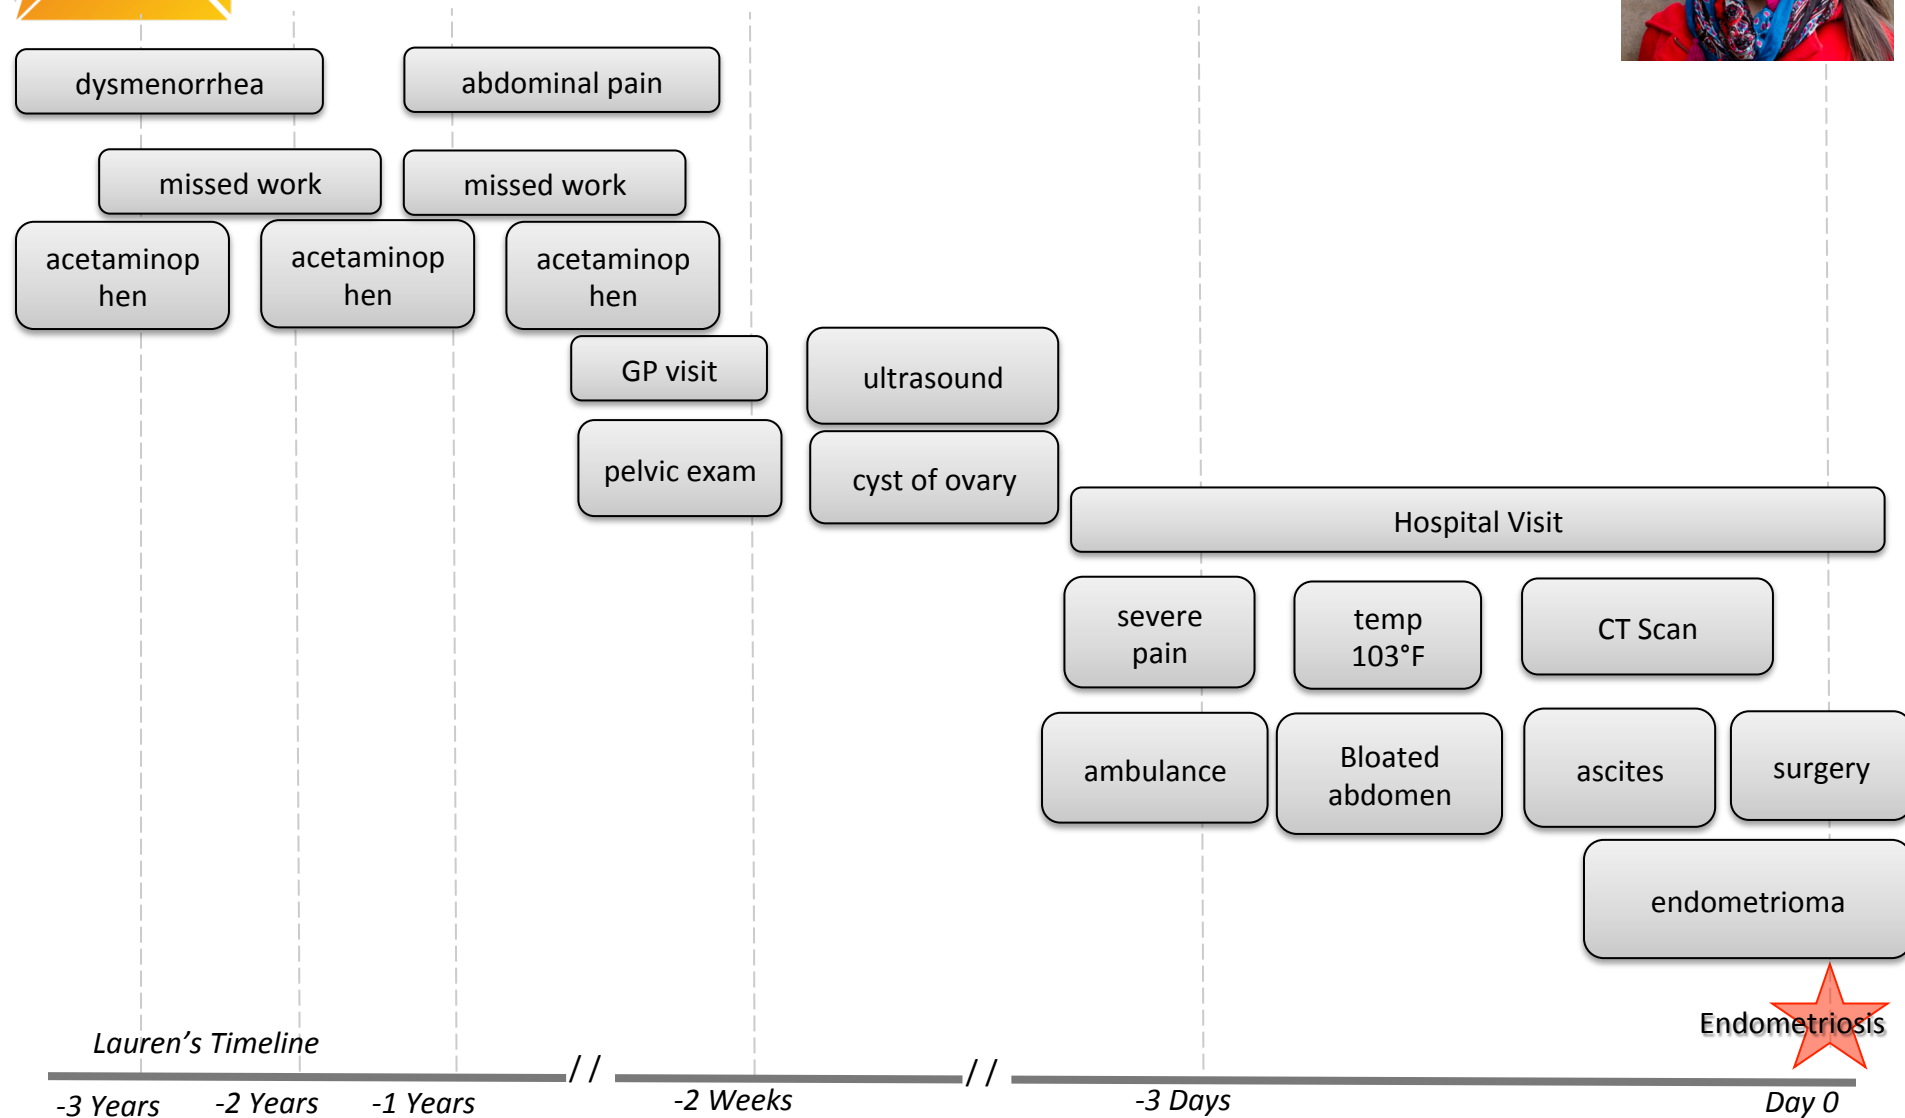 dysmenorrhea
abdominal pain
missed work
missed work
acetaminop
hen
acetaminop
hen
acetaminop
hen
GP visit
ultrasound
pelvic exam
cyst of ovary
Hospital Visit
severe
pain
temp
103°F
CT Scan
ambulance
Bloated
abdomen
ascites
surgery
endometrioma
Endometriosis
Lauren’s Timeline
//
//
-3 Years
-2 Years
-1 Years
-2 Weeks
-3 Days
Day 0